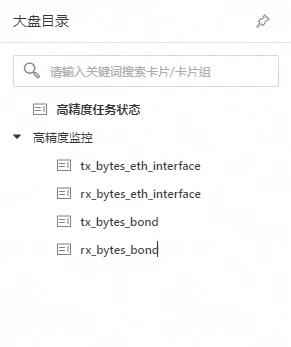 大盘目录
请输入关键词搜索卡片/卡片组
高精度任务状态
高精度监控
tx_bytes_eth_interface
rx_bytes_eth_interface
tx_bytes_bond
rx_bytes_bond